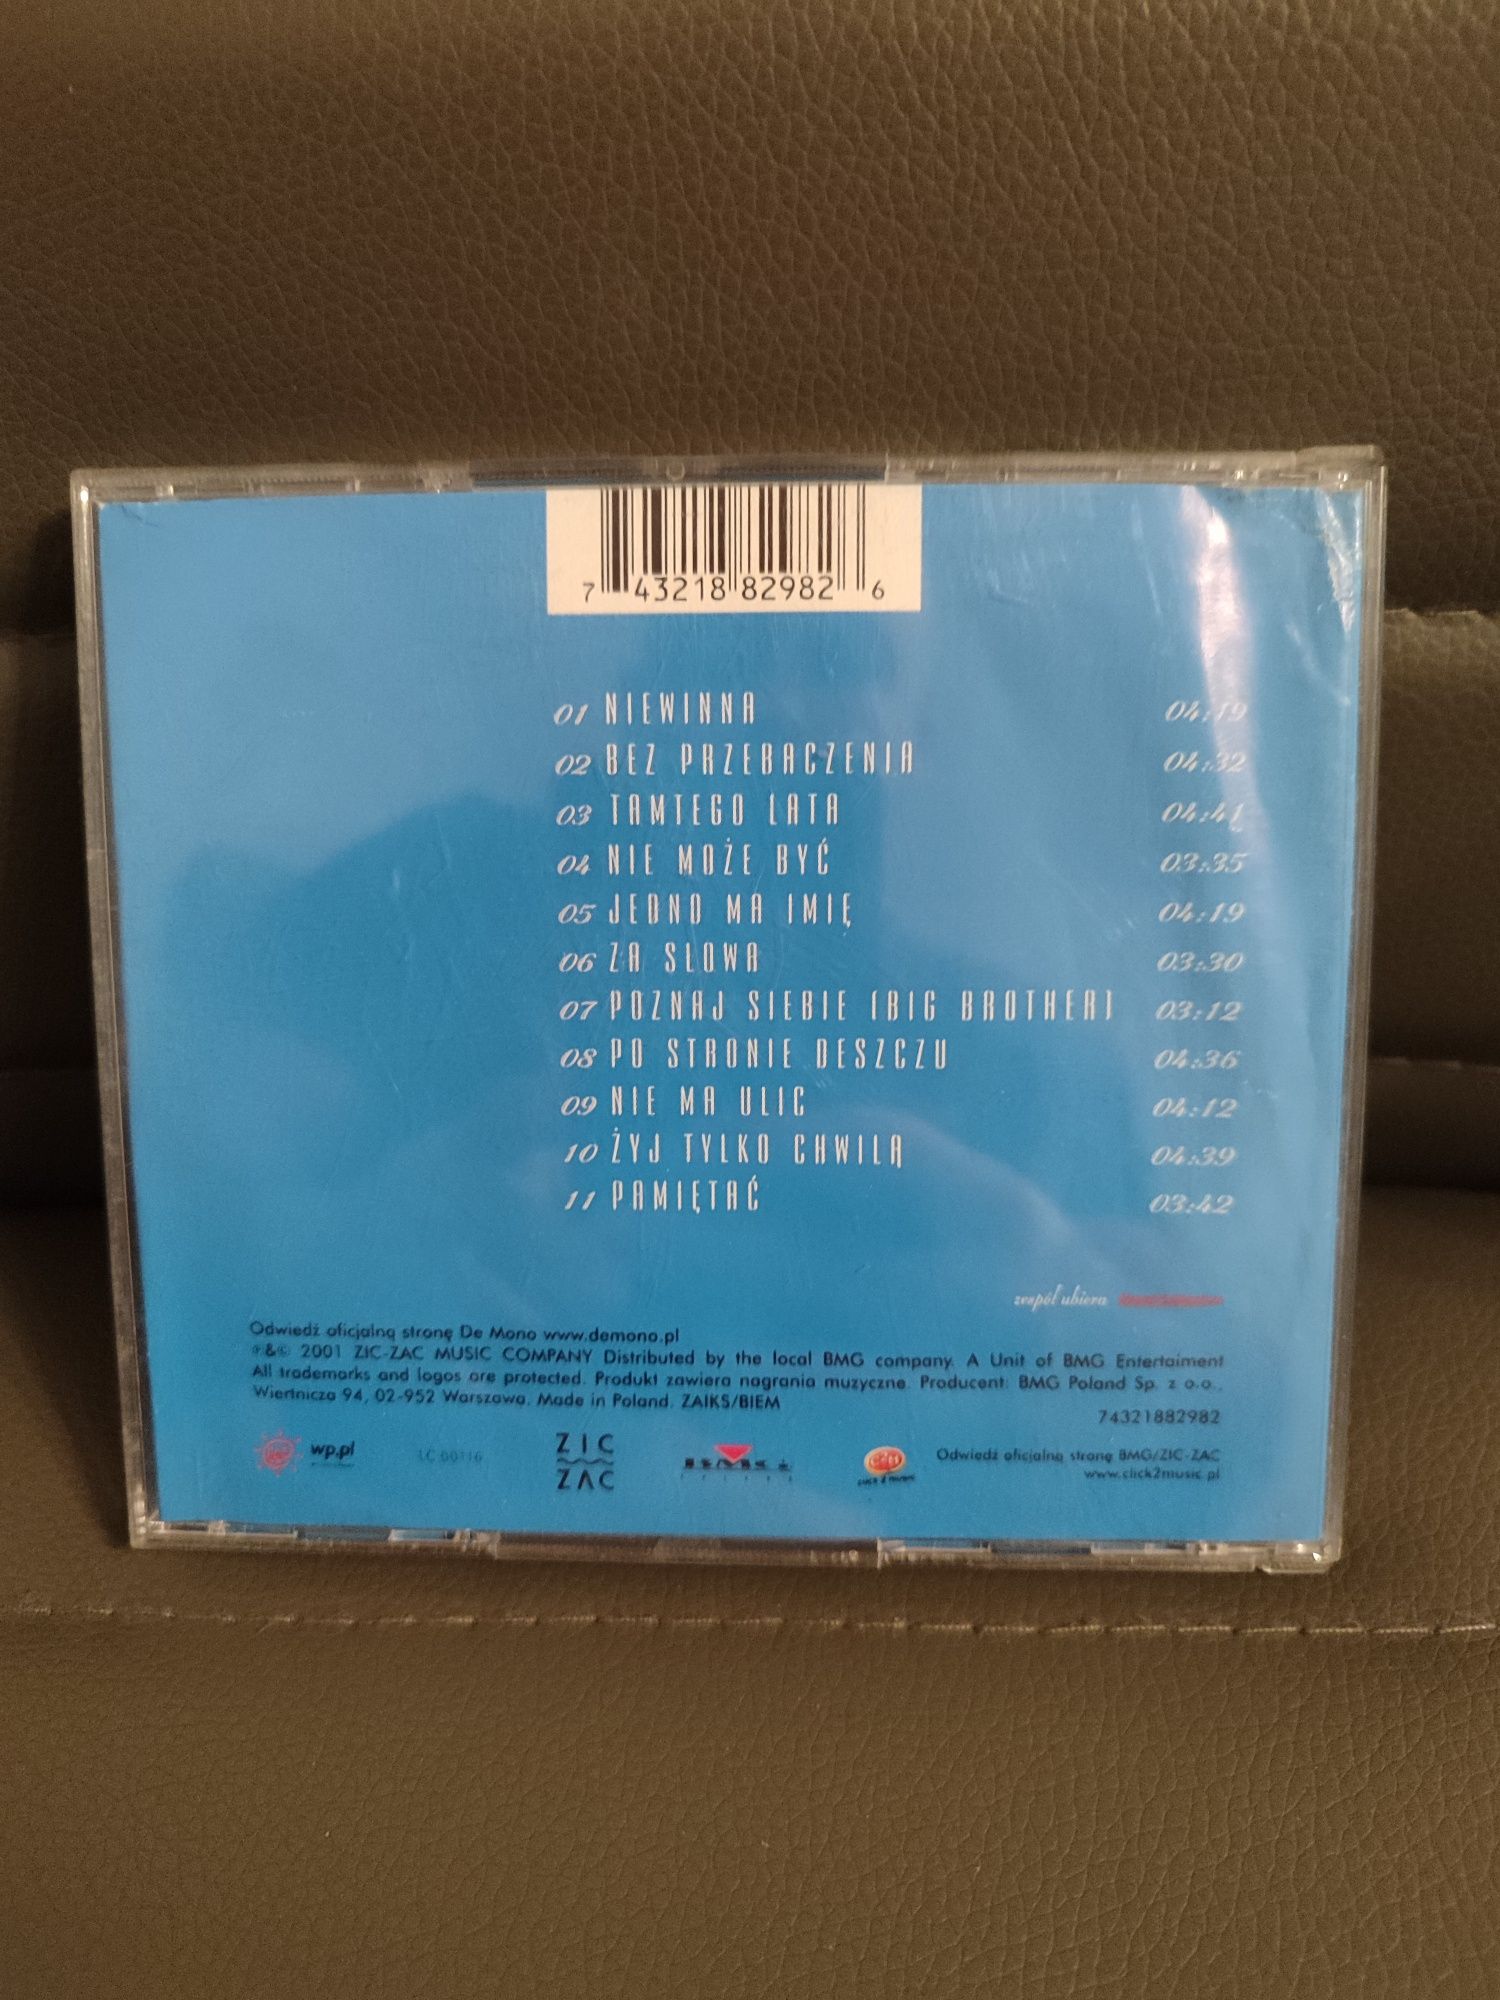 7 43218 82982 6
01 NIEWINNA 04:19
02 BEZ PRZEBACZENIA 04:32
03 TAMTEGO LATA 04:41
04 NIE MOŻE BYĆ 03:35
05 JEDNO MA IMIĘ 04:19
06 ZA SLOWA 03:30
07 POZNAJ SIEBIE (BIG BROTHER) 03:12
08 PO STRONIE DESZCZU 04:36
09 NIE MA ULIC 04:12
10 ŻYJ TYLKO CHWILĄ 04:39
11 PAMIĘTAĆ 03:42
zespół ubiera
Odwiedź oficjalną stronę De Mono www.demono.pl
℗&© 2001 ZIC-ZAC MUSIC COMPANY Distributed by the local BMG company. A Unit of BMG Entertaiment
All trademarks and logos are protected. Produkt zawiera nagrania muzyczne. Producent: BMG Poland Sp. z o.o.,
Wiertnicza 94, 02-952 Warszawa. Made in Poland. ZAIKS/BIEM
74321882982
wp.pl
LC 00116
ZIC
ZAC
Odwiedź oficjalną stronę BMG/ZIC-ZAC
www.click2music.pl